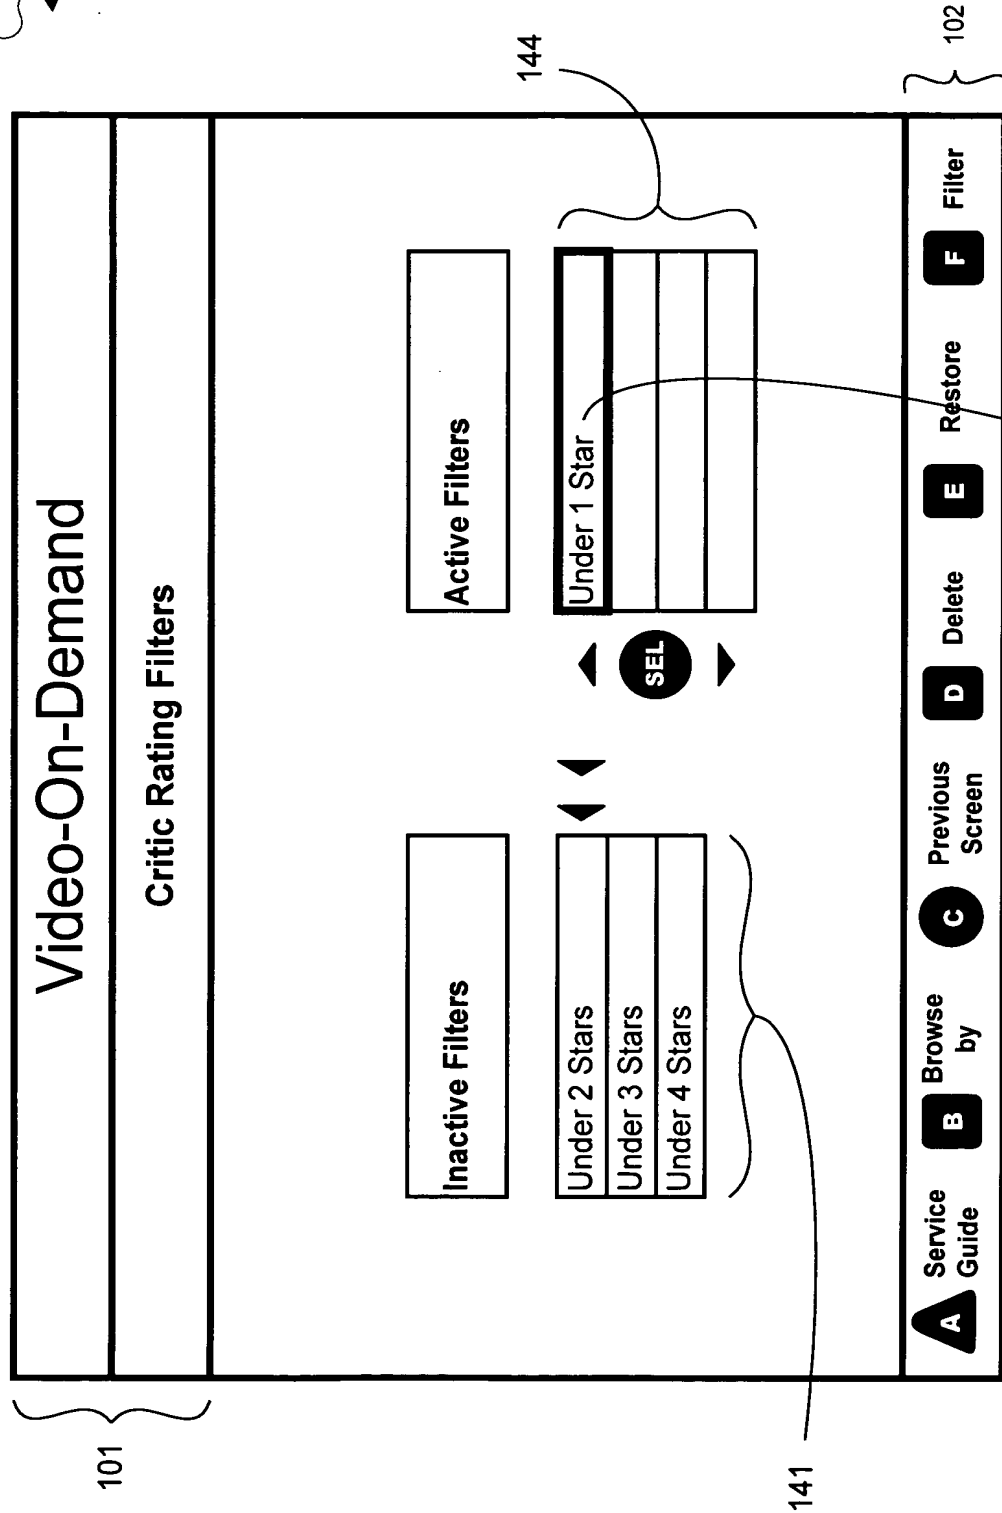 101
Video-On-Demand
Critic Rating Filters
Inactive Filters
Active Filters
Under 2 Stars
Under 3 Stars
Under 4 Stars
Under 1 Star
SEL
144
141
A Service Guide
B Browse by
C Previous Screen
D Delete
E Restore
F Filter
102